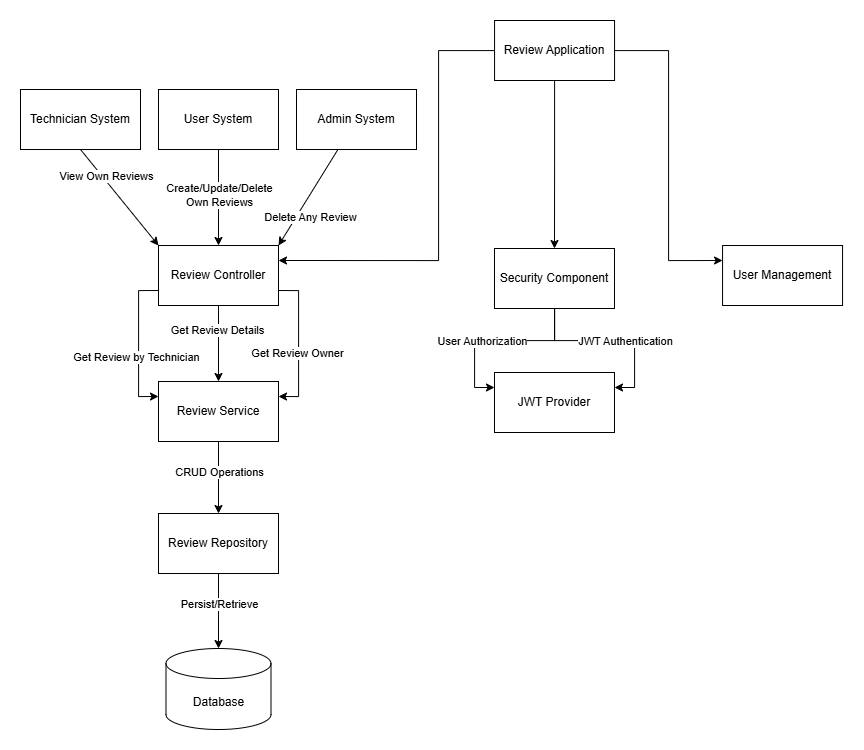 Review Application
Technician System
User System
Admin System
View Own Reviews
Create/Update/Delete
Own Reviews
Delete Any Review
Review Controller
Security Component
User Management
Get Review Details
Get Review by Technician
Get Review Owner
User Authorization
JWT Authentication
Review Service
JWT Provider
CRUD Operations
Review Repository
Persist/Retrieve
Database